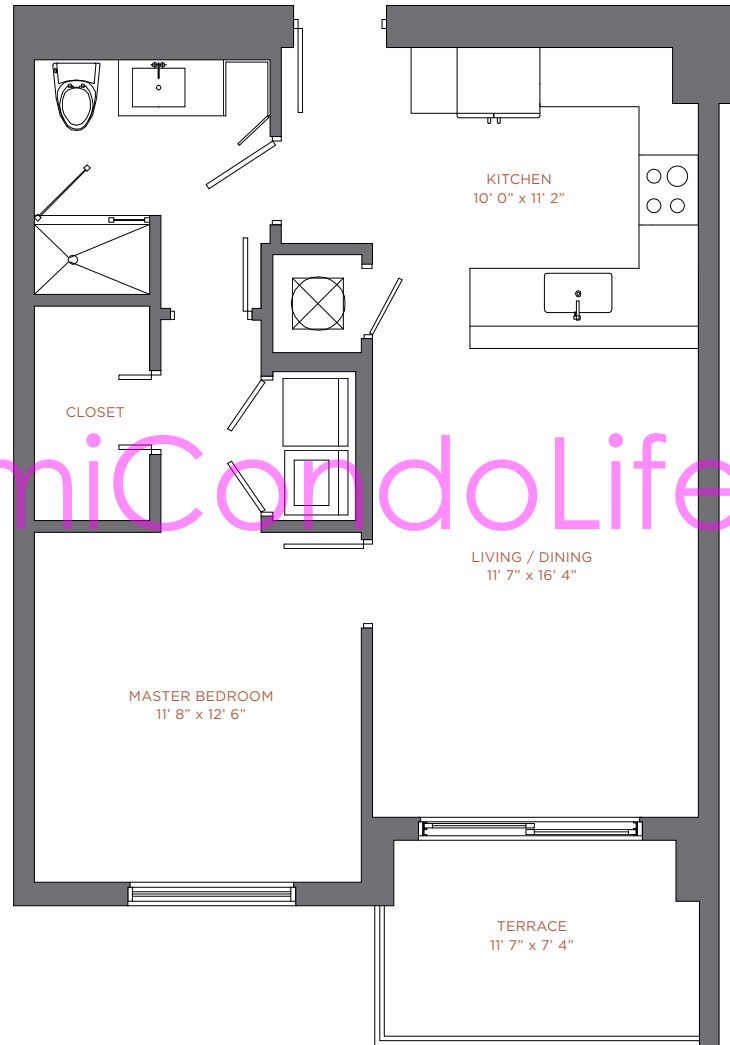 KITCHEN
10’ 0” x 11’ 2”
CLOSET
miCondoLife
LIVING / DINING
11’ 7” x 16’ 4”
MASTER BEDROOM
11’ 8” x 12’ 6”
TERRACE
11’ 7” x 7’ 4”